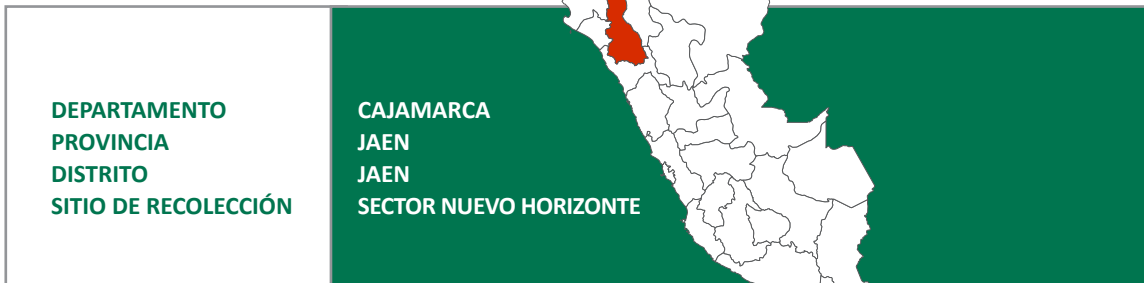 DEPARTAMENTO CAJAMARCA
PROVINCIA JAEN
DISTRITO JAEN
SITIO DE RECOLECCIÓN SECTOR NUEVO HORIZONTE